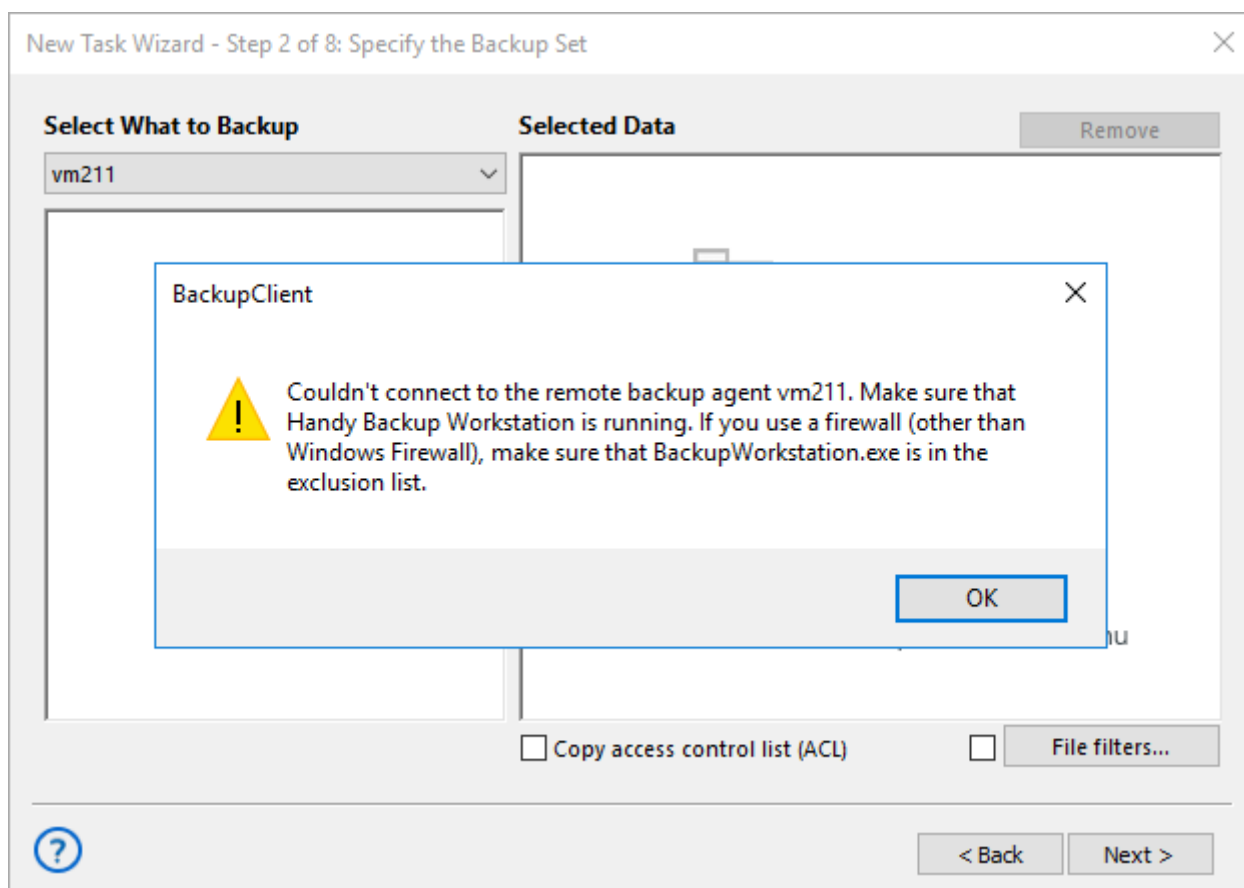 New Task Wizard - Step 2 of 8: Specify the Backup Set
Select What to Backup
Selected Data
Remove
vm211
BackupClient
Couldn't connect to the remote backup agent vm211. Make sure that
Handy Backup Workstation is running. If you use a firewall (other than
Windows Firewall), make sure that BackupWorkstation.exe is in the
exclusion list.
OK
Copy access control list (ACL)
File filters...
?
< Back
Next >